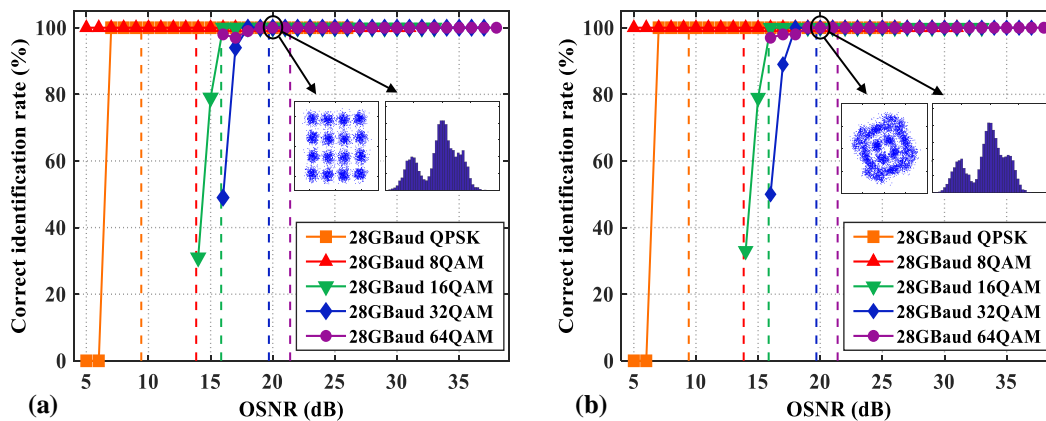 Correct identification rate (%)
100
80
60
40
20
0
28GBaud QPSK
28GBaud 8QAM
28GBaud 16QAM
28GBaud 32QAM
28GBaud 64QAM
5 10 15 20 25 30 35
(a)
OSNR (dB)
Correct identification rate (%)
100
80
60
40
20
0
28GBaud QPSK
28GBaud 8QAM
28GBaud 16QAM
28GBaud 32QAM
28GBaud 64QAM
5 10 15 20 25 30 35
(b)
OSNR (dB)